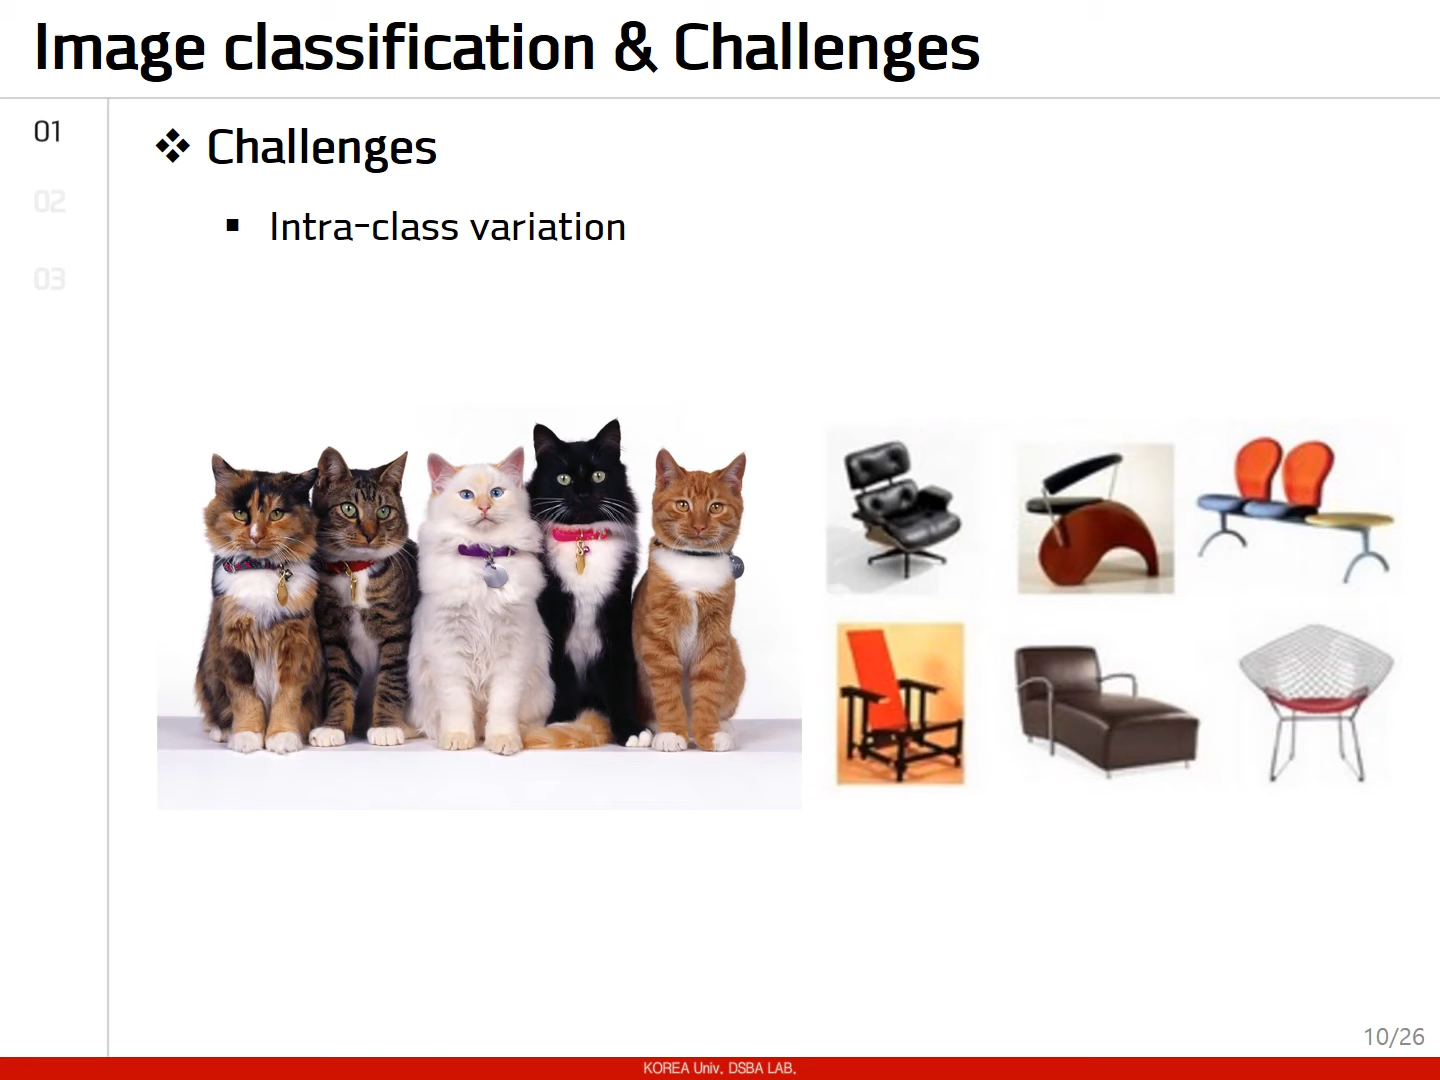 Image classification & Challenges
01
02
03
❖ Challenges
▪ Intra-class variation
10/26
KOREA Univ. DSBA LAB.